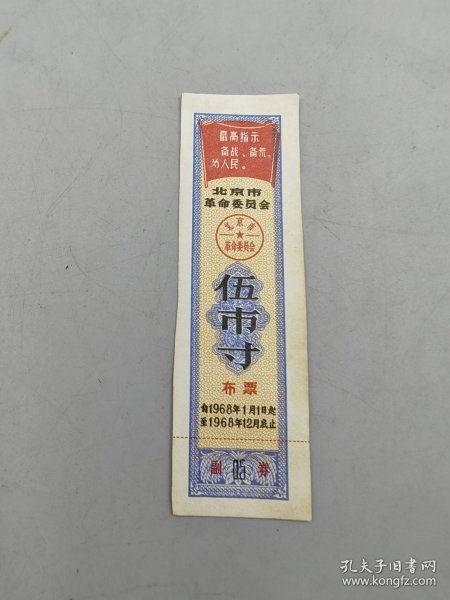 最高指示
备战、备荒、
为人民。
北京市
革命委员会
北京市
革命委员会
伍市寸
布票
自1968年1月1日起
至1968年12月底止
副 05 券
孔夫子旧书网
www.kongfz.com